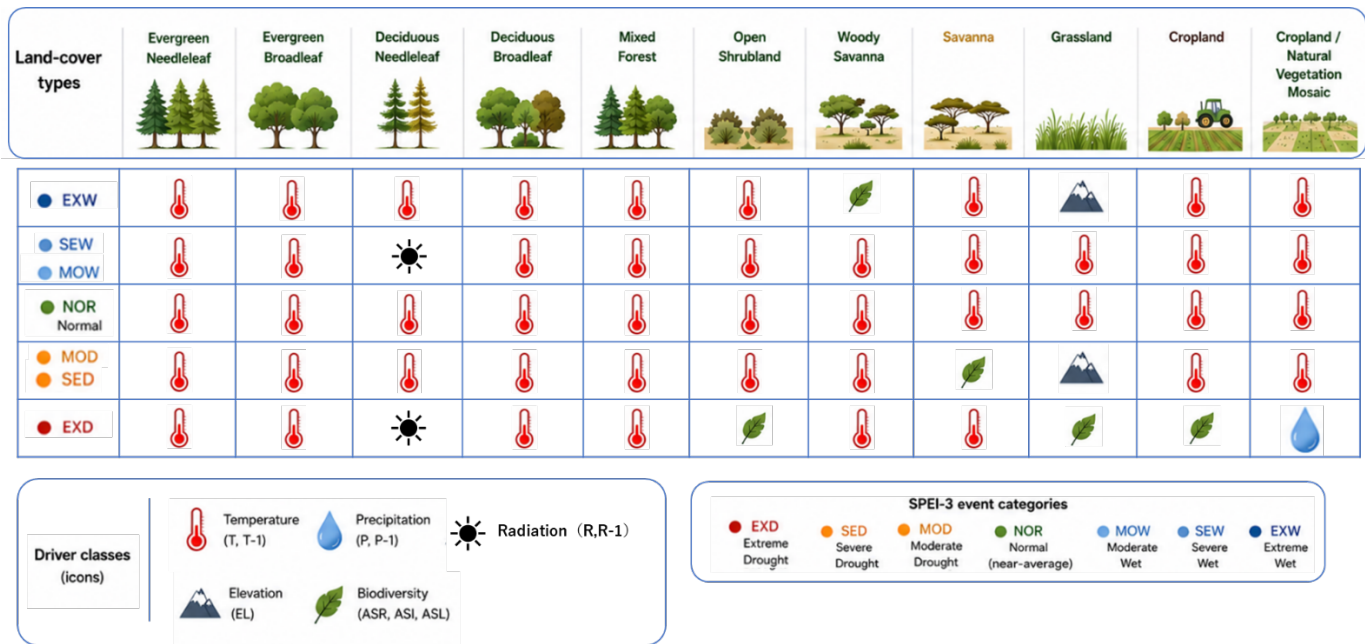 Land-cover
types
Evergreen
Needleleaf
Evergreen
Broadleaf
Deciduous
Needleleaf
Deciduous
Broadleaf
Mixed
Forest
Open
Shrubland
Woody
Savanna
Savanna
Grassland
Cropland
Cropland /
Natural
Vegetation
Mosaic
EXW
SEW
MOW
NOR
Normal
MOD
SED
EXD
Driver classes
(icons)
Temperature
(T, T-1)
Precipitation
(P, P-1)
Radiation（R,R-1）
Elevation
(EL)
Biodiversity
(ASR, ASI, ASL)
SPEI-3 event categories
EXD
Extreme
Drought
SED
Severe
Drought
MOD
Moderate
Drought
NOR
Normal
(near-average)
MOW
Moderate
Wet
SEW
Severe
Wet
EXW
Extreme
Wet